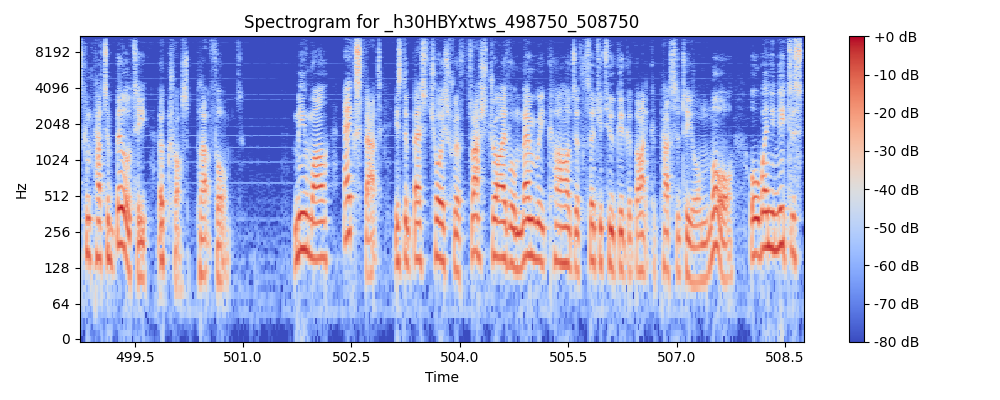 Spectrogram for _h30HBYxtws_498750_508750
8192
4096
2048
1024
512
256
128
64
0
Hz
499.5 501.0 502.5 504.0 505.5 507.0 508.5
Time
+0 dB
-10 dB
-20 dB
-30 dB
-40 dB
-50 dB
-60 dB
-70 dB
-80 dB